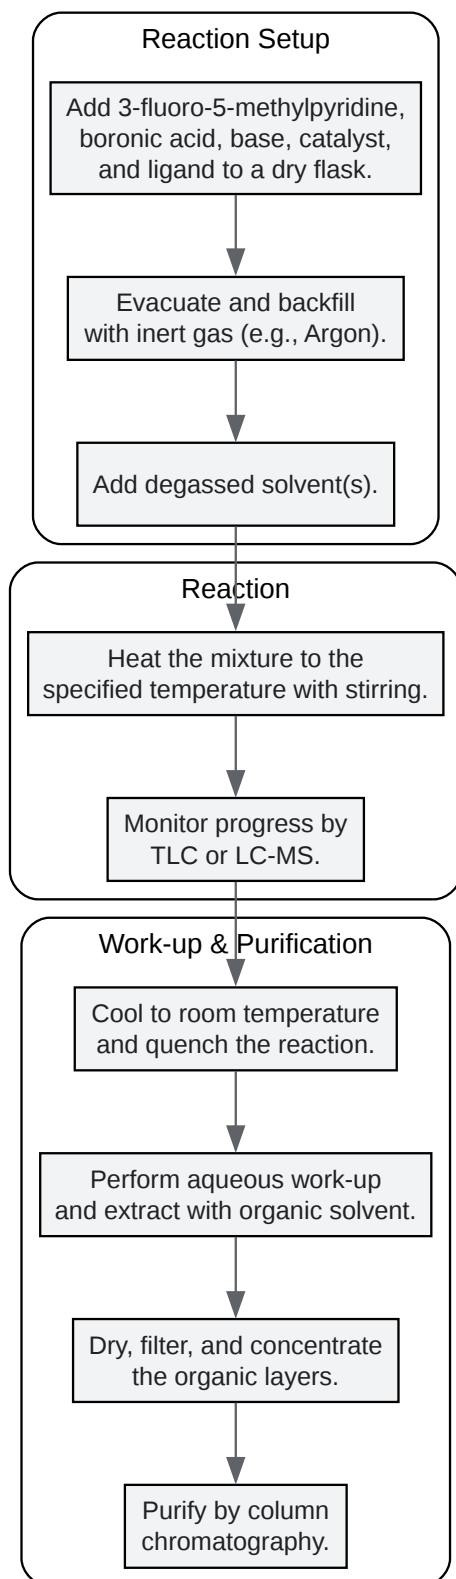 Reaction Setup
Add 3-fluoro-5-methylpyridine,
boronic acid, base, catalyst,
and ligand to a dry flask.
Evacuate and backfill
with inert gas (e.g., Argon).
Add degassed solvent(s).
Reaction
Heat the mixture to the
specified temperature with stirring.
Monitor progress by
TLC or LC-MS.
Work-up & Purification
Cool to room temperature
and quench the reaction.
Perform aqueous work-up
and extract with organic solvent.
Dry, filter, and concentrate
the organic layers.
Purify by column
chromatography.